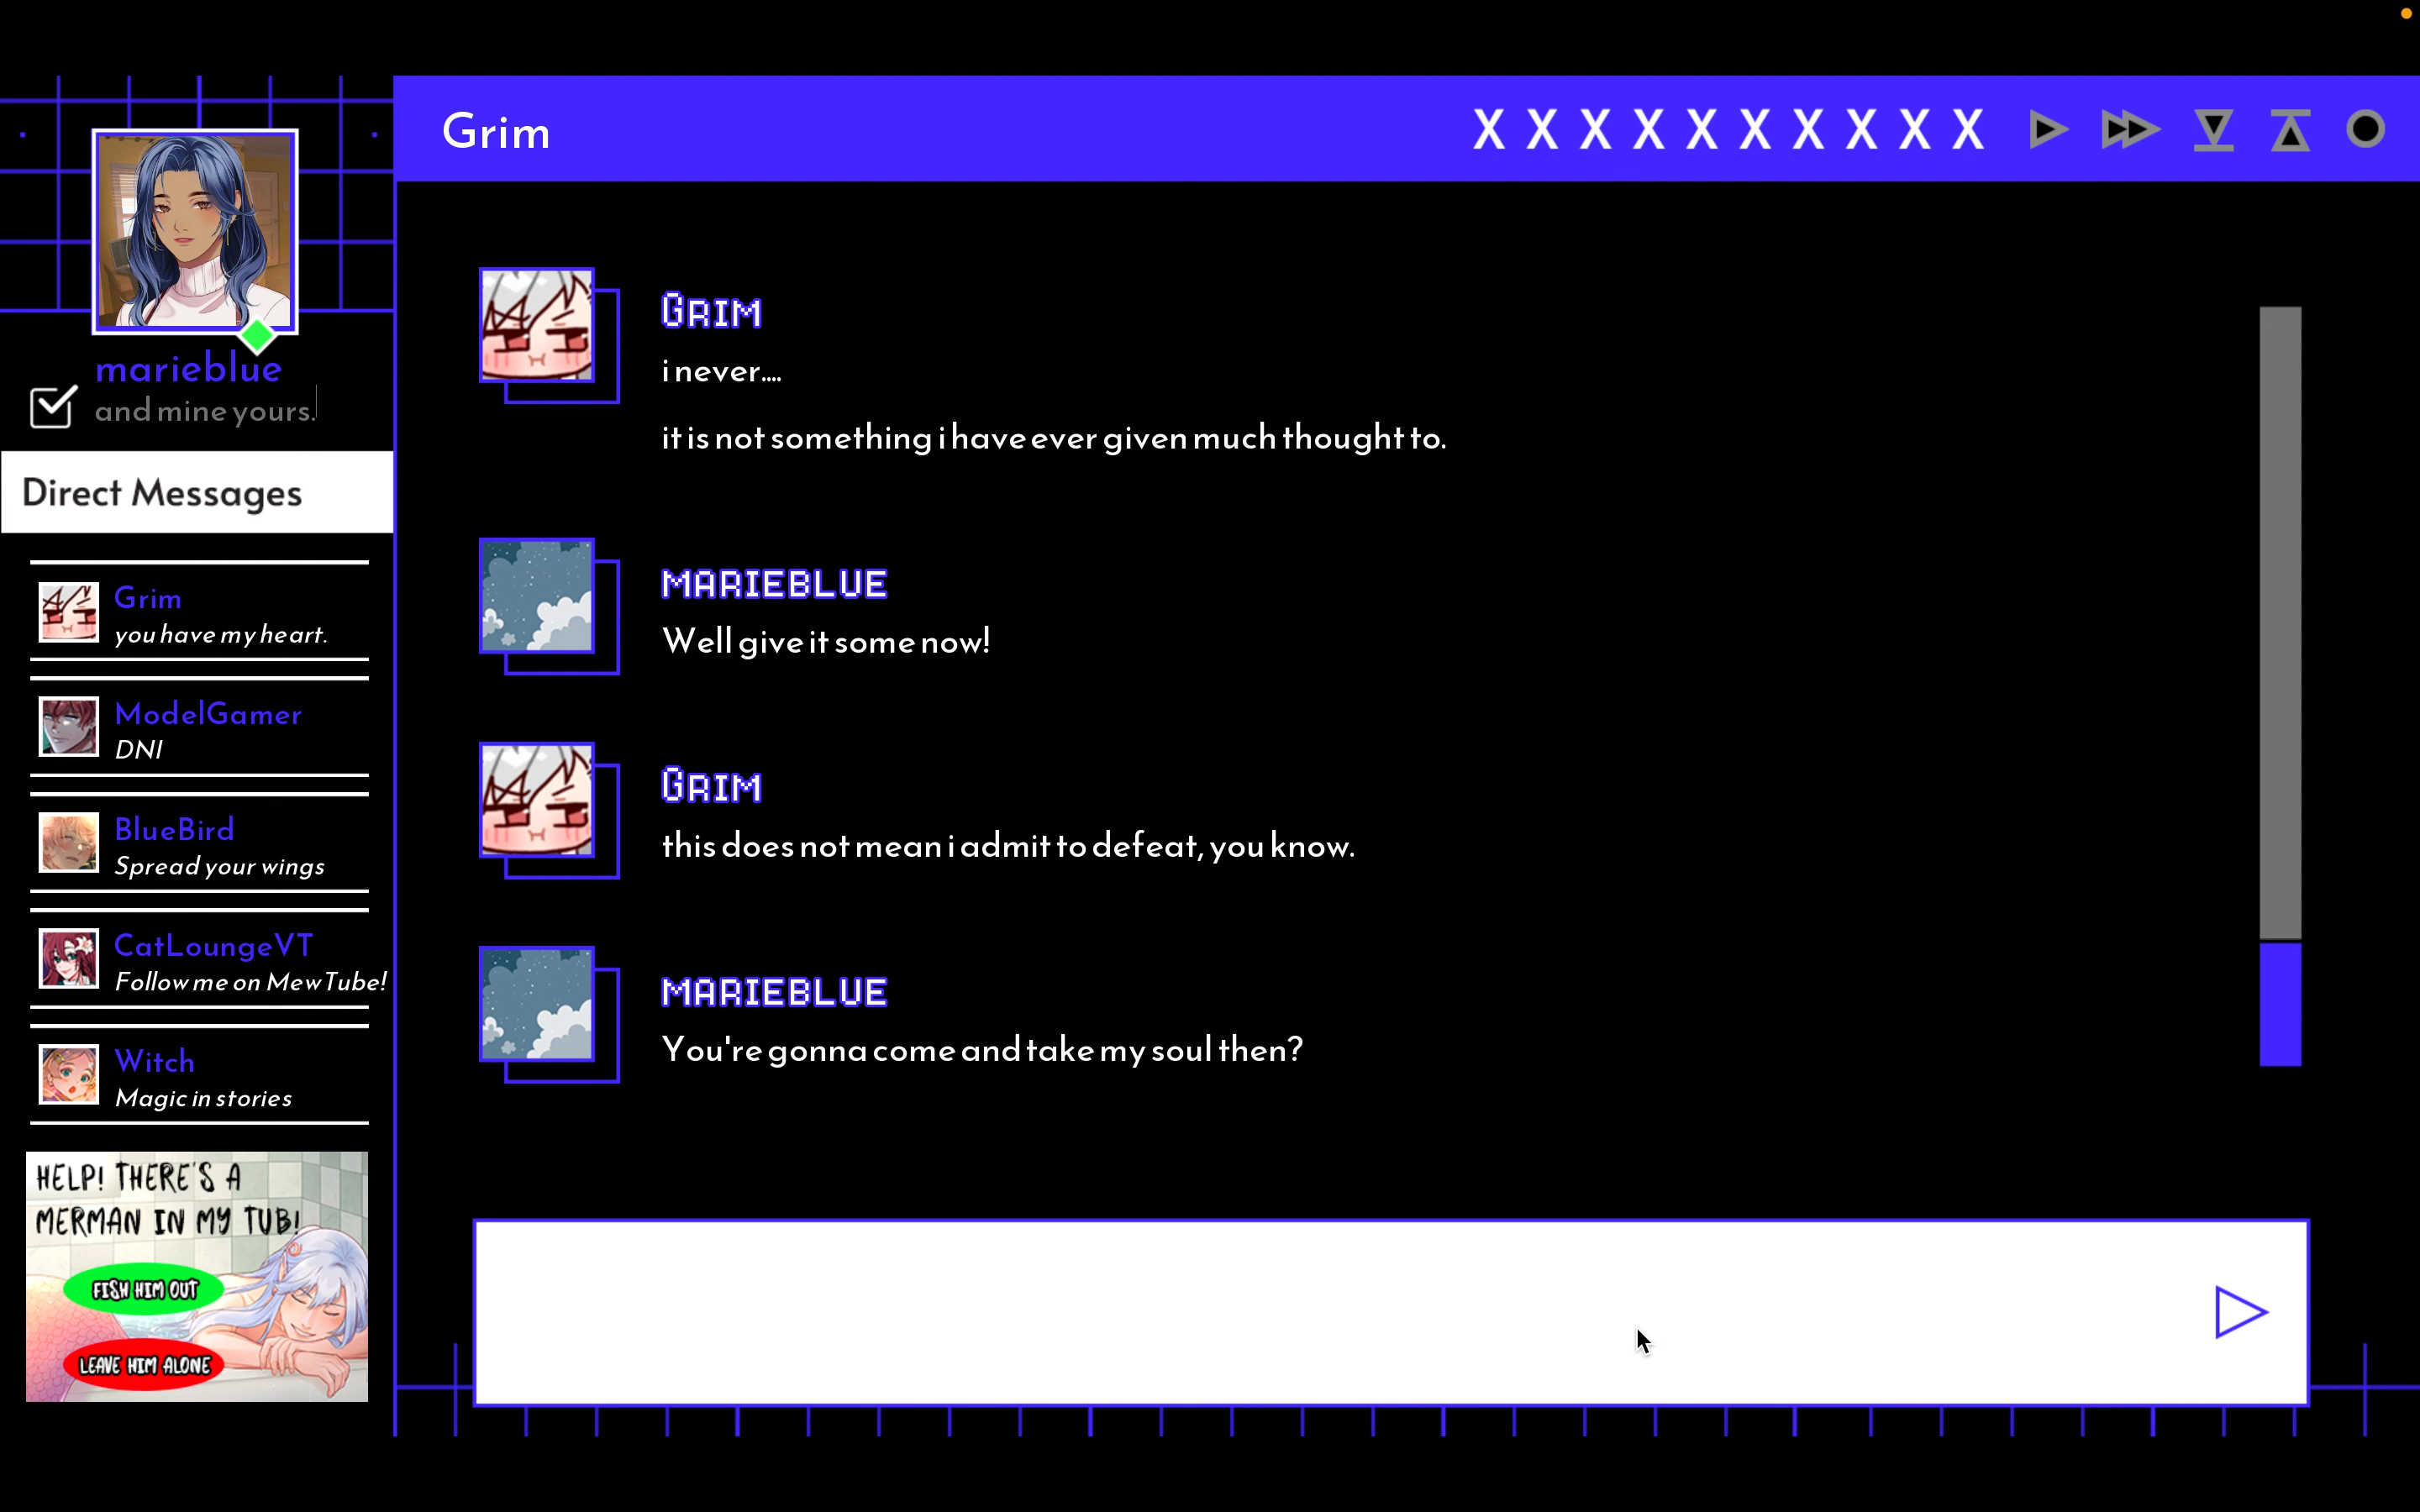 Grim
X X X X X X X X X X
marieblue
and mine yours.
Direct Messages
Grim
you have my heart.
ModelGamer
DNI
BlueBird
Spread your wings
CatLoungeVT
Follow me on MewTube!
Witch
Magic in stories
HELP! THERE'S A
MERMAN IN MY TUB!
FISH HIM OUT
LEAVE HIM ALONE
GRIM
i never....
it is not something i have ever given much thought to.
MARIEBLUE
Well give it some now!
GRIM
this does not mean i admit to defeat, you know.
MARIEBLUE
You're gonna come and take my soul then?